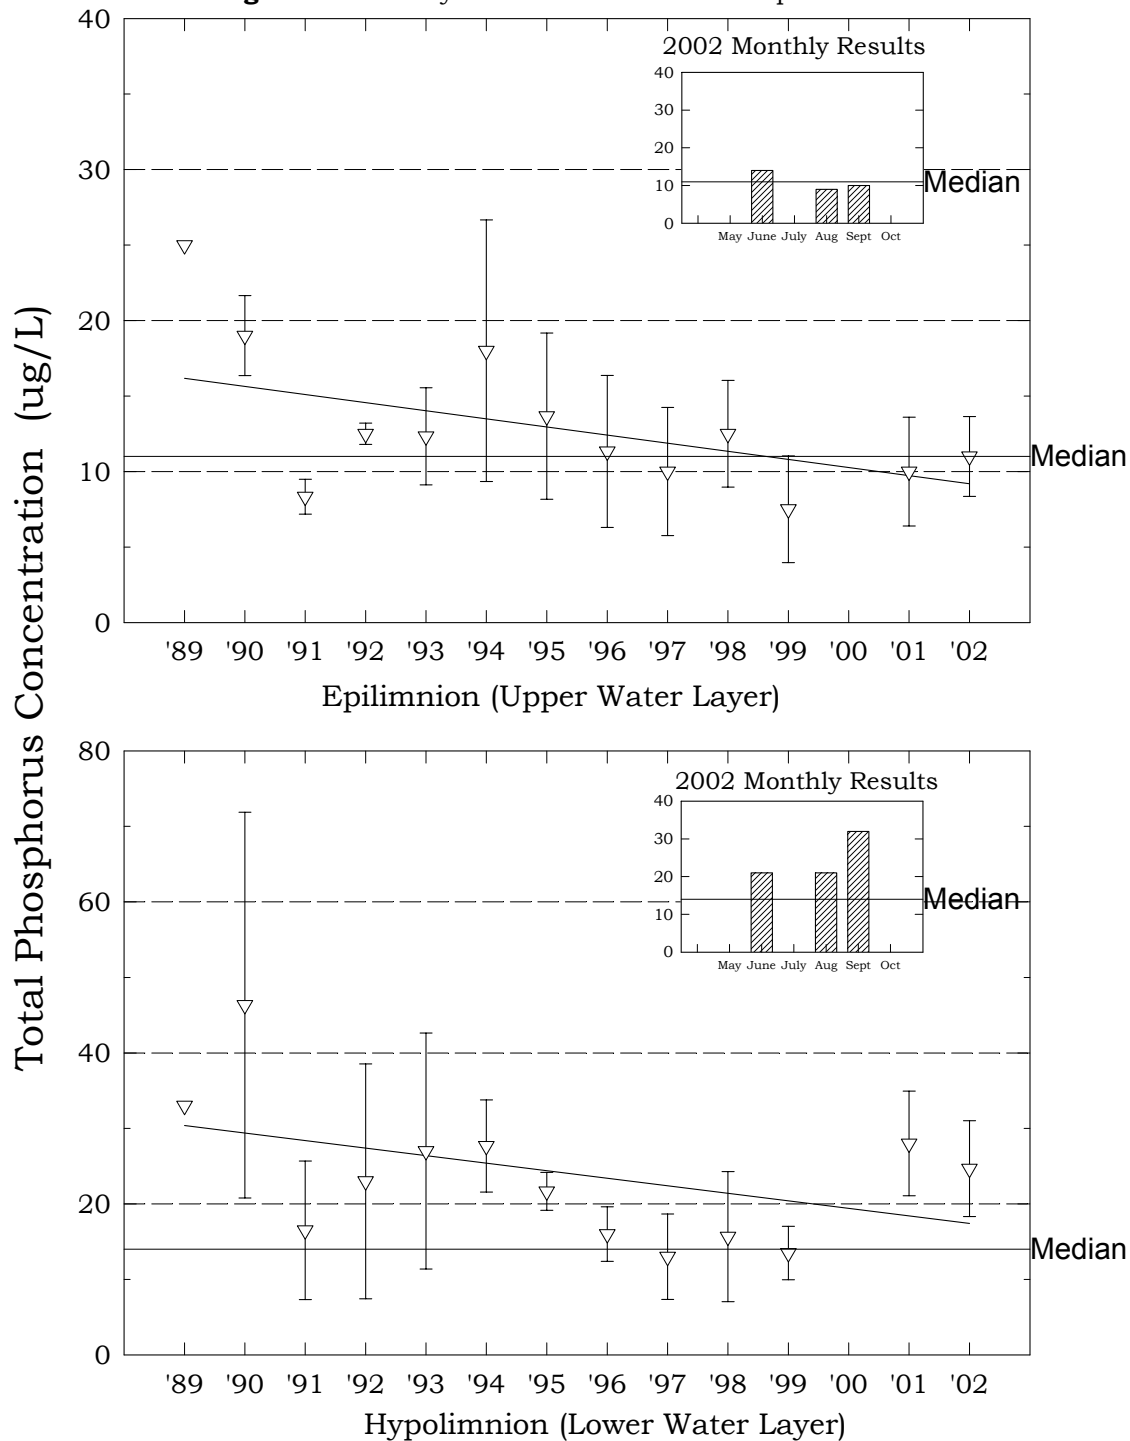 40
2002 Monthly Results
40
30
20
10
0
Median
May June July Aug Sept Oct
30
20
Median
10
0
'89 '90 '91 '92 '93 '94 '95 '96 '97 '98 '99 '00 '01 '02
Epilimnion (Upper Water Layer)
Total Phosphorus Concentration (ug/L)
80
2002 Monthly Results
40
30
20
10
0
Median
May June July Aug Sept Oct
60
40
20
Median
0
'89 '90 '91 '92 '93 '94 '95 '96 '97 '98 '99 '00 '01 '02
Hypolimnion (Lower Water Layer)